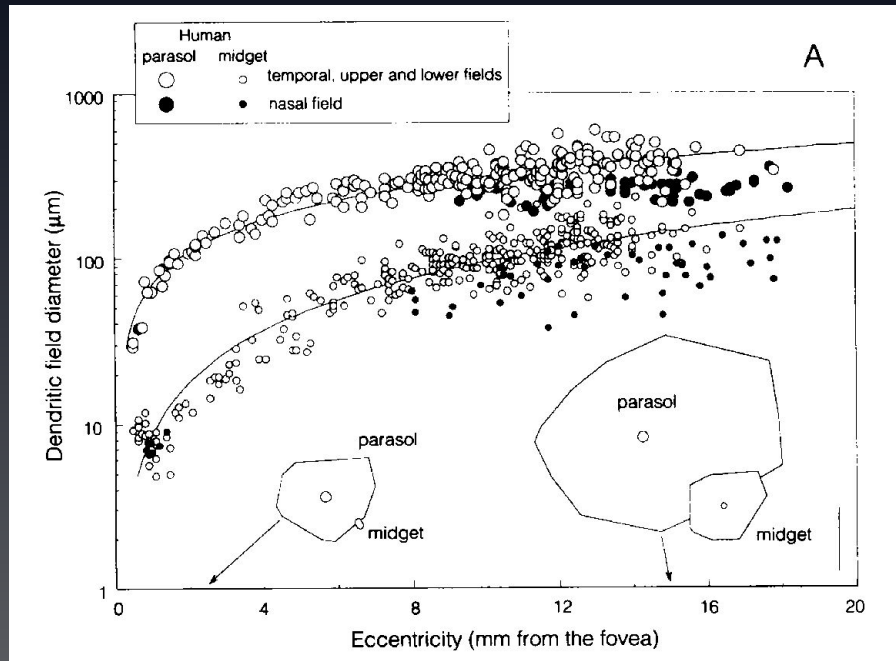 Human
parasol midget
temporal, upper and lower fields
nasal field
A
Dendritic field diameter (µm)
1000
100
10
1
parasol
midget
parasol
midget
0 4 8 12 16 20
Eccentricity (mm from the fovea)